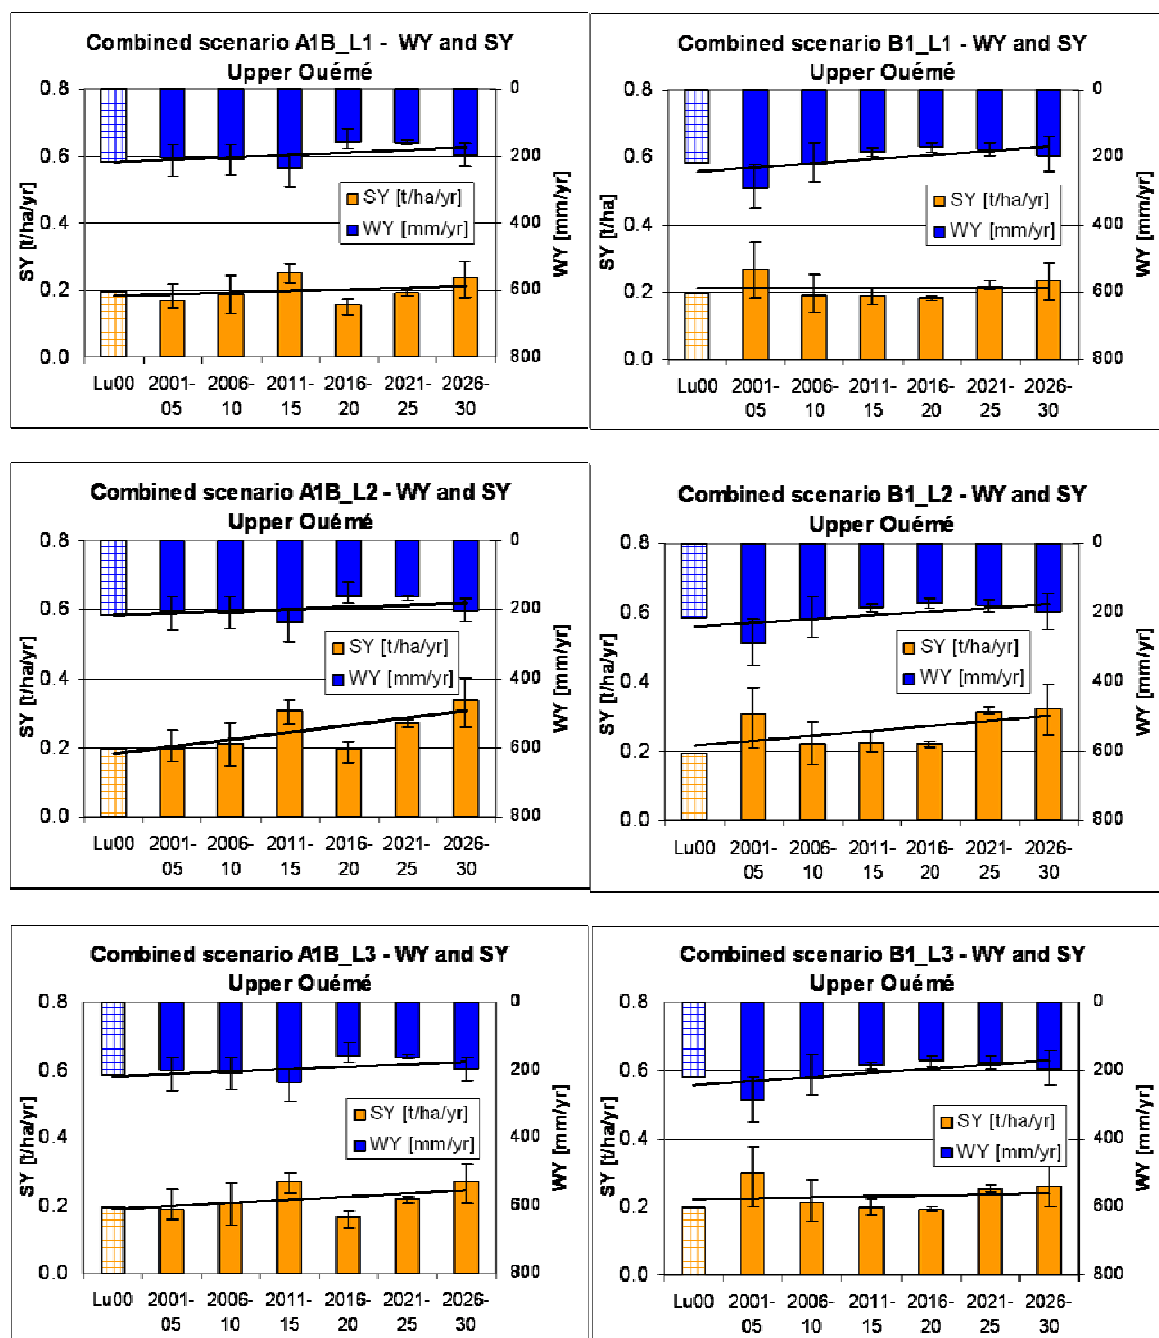 Combined scenario A1B_L1 - WY and SY
Upper Ouémé
0.8
0.6
0.4
0.2
0.0
SY [t/ha/yr]
0
200
400
600
800
WY [mm/yr]
SY [t/ha/yr]
WY [mm/yr]
Lu00 2001- 2006- 2011- 2016- 2021- 2026-
05 10 15 20 25 30
Combined scenario B1_L1 - WY and SY
Upper Ouémé
0.8
0.6
0.4
0.2
0.0
SY [t/ha]
0
200
400
600
800
WY [mm/yr]
SY [t/ha/yr]
WY [mm/yr]
Lu00 2001- 2006- 2011- 2016- 2021- 2026-
05 10 15 20 25 30
Combined scenario A1B_L2 - WY and SY
Upper Ouémé
0.8
0.6
0.4
0.2
0.0
SY [t/ha/yr]
0
200
400
600
800
WY [mm/yr]
SY [t/ha/yr]
WY [mm/yr]
Lu00 2001- 2006- 2011- 2016- 2021- 2026-
05 10 15 20 25 30
Combined scenario B1_L2 - WY and SY
Upper Ouémé
0.8
0.6
0.4
0.2
0.0
SY [t/ha/yr]
0
200
400
600
800
WY [mm/yr]
SY [t/ha/yr]
WY [mm/yr]
Lu00 2001- 2006- 2011- 2016- 2021- 2026-
05 10 15 20 25 30
Combined scenario A1B_L3 - WY and SY
Upper Ouémé
0.8
0.6
0.4
0.2
0.0
SY [t/ha/yr]
0
200
400
600
800
WY [mm/yr]
SY [t/ha/yr]
WY [mm/yr]
Lu00 2001- 2006- 2011- 2016- 2021- 2026-
05 10 15 20 25 30
Combined scenario B1_L3 - WY and SY
Upper Ouémé
0.8
0.6
0.4
0.2
0.0
SY [t/ha/yr]
0
200
400
600
800
WY [mm/yr]
SY [t/ha/yr]
WY [mm/yr]
Lu00 2001- 2006- 2011- 2016- 2021- 2026-
05 10 15 20 25 30